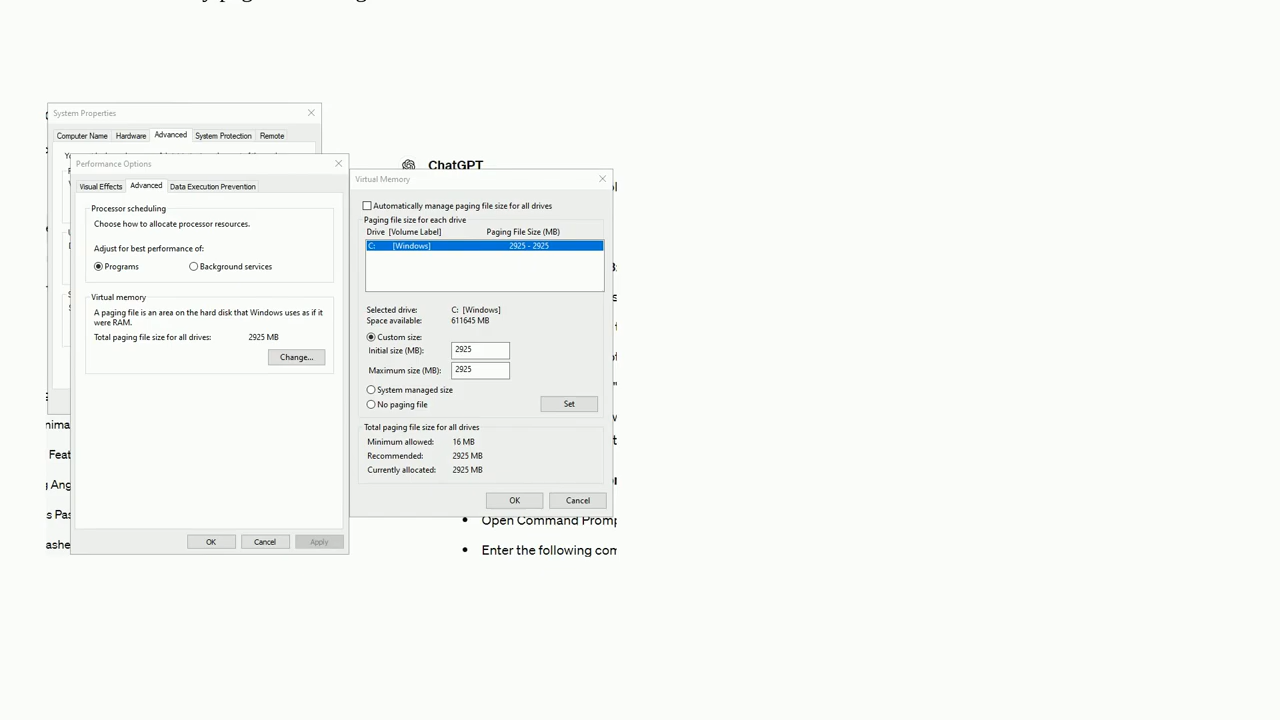 System Properties
Computer Name Hardware Advanced System Protection Remote
Performance Options
Visual Effects Advanced Data Execution Prevention
Processor scheduling
Choose how to allocate processor resources.
Adjust for best performance of:
Programs Background services
Virtual memory
A paging file is an area on the hard disk that Windows uses as if it
were RAM.
Total paging file size for all drives: 2925 MB
Change...
OK Cancel Apply
ChatGPT
Virtual Memory
Automatically manage paging file size for all drives
Paging file size for each drive
Drive [Volume Label] Paging File Size (MB)
C: [Windows] 2925 - 2925
Selected drive: C: [Windows]
Space available: 611645 MB
Custom size:
Initial size (MB): 2925
Maximum size (MB): 2925
System managed size
No paging file
Set
Total paging file size for all drives
Minimum allowed: 16 MB
Recommended: 2925 MB
Currently allocated: 2925 MB
OK Cancel
nima
Feat
g Ang
s Pas
ashe
• Open Command Promp
• Enter the following com